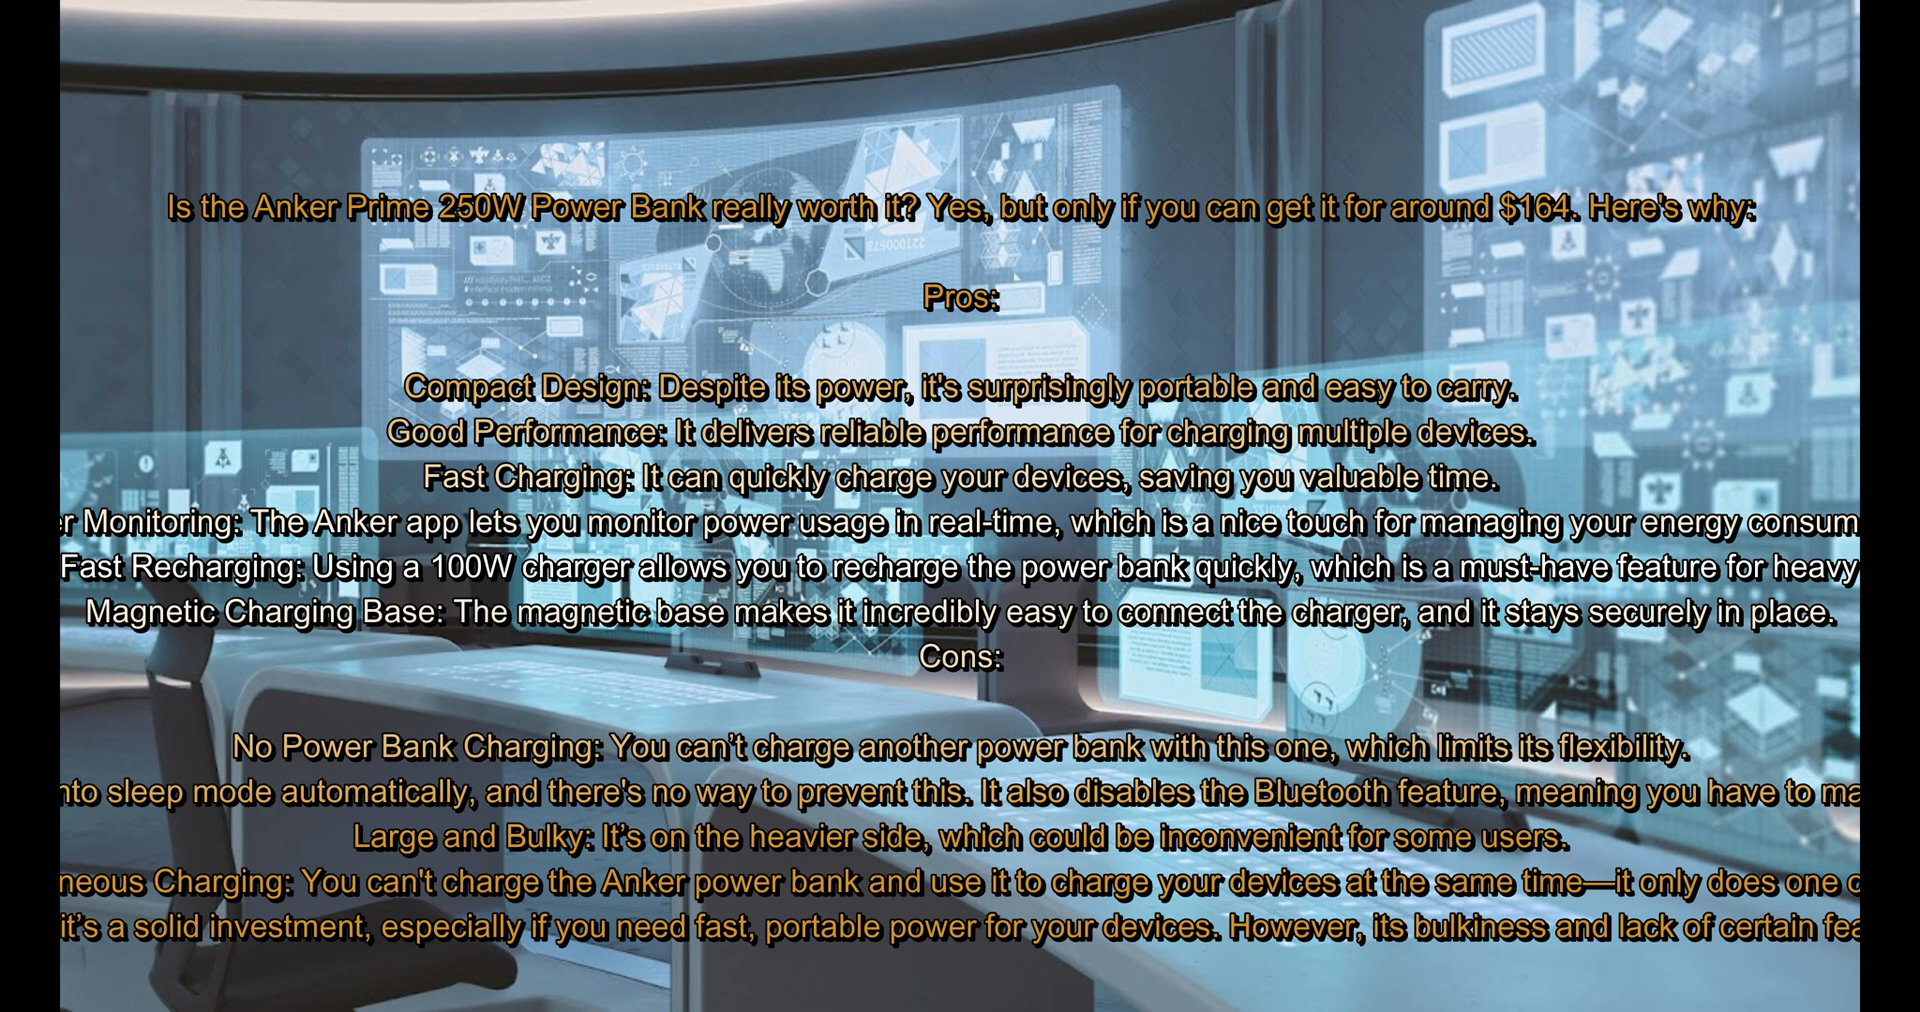 Is the Anker Prime 250W Power Bank really worth it? Yes, but only if you can get it for around $164. Here's why:
Pros:
Compact Design: Despite its power, it's surprisingly portable and easy to carry.
Good Performance: It delivers reliable performance for charging multiple devices.
Fast Charging: It can quickly charge your devices, saving you valuable time.
r Monitoring: The Anker app lets you monitor power usage in real-time, which is a nice touch for managing your energy consum
Fast Recharging: Using a 100W charger allows you to recharge the power bank quickly, which is a must-have feature for heavy
Magnetic Charging Base: The magnetic base makes it incredibly easy to connect the charger, and it stays securely in place.
Cons:
No Power Bank Charging: You can’t charge another power bank with this one, which limits its flexibility.
nto sleep mode automatically, and there's no way to prevent this. It also disables the Bluetooth feature, meaning you have to ma
Large and Bulky: It’s on the heavier side, which could be inconvenient for some users.
neous Charging: You can't charge the Anker power bank and use it to charge your devices at the same time—it only does one o
it’s a solid investment, especially if you need fast, portable power for your devices. However, its bulkiness and lack of certain fea